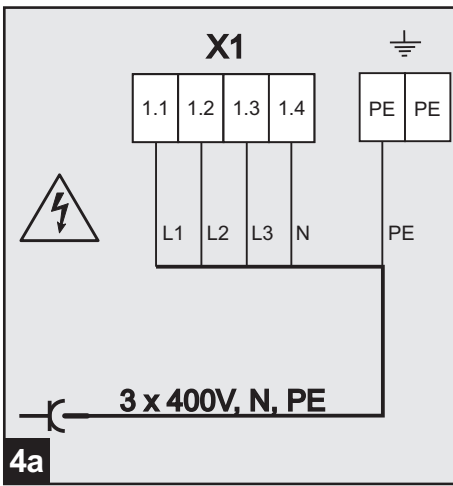 X1
1.1 1.2 1.3 1.4 PE PE
L1 L2 L3 N PE
3 x 400V, N, PE
4a